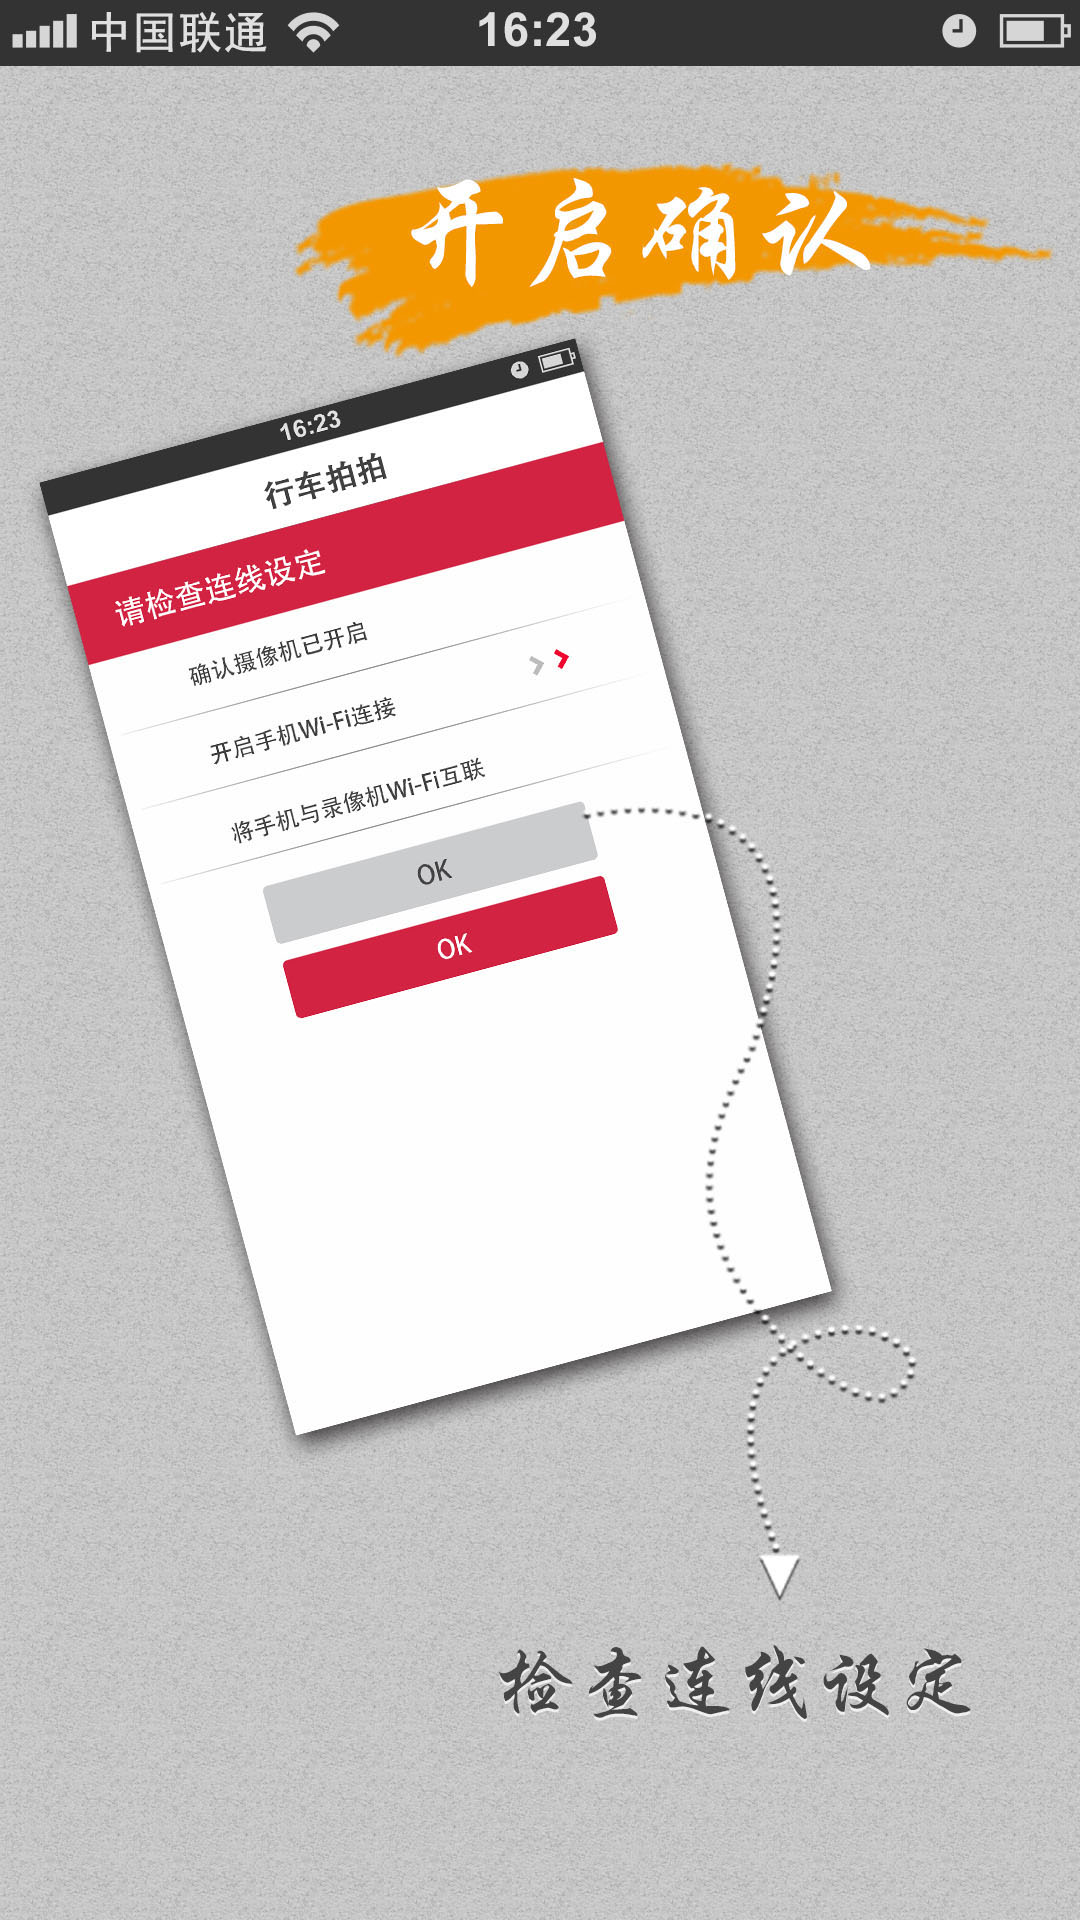 中国联通 16:23
开启确认
16:23
行车拍拍
请检查连线设定
确认摄像机已开启
开启手机Wi-Fi连接
将手机与录像机Wi-Fi互联
OK
OK
检查连线设定